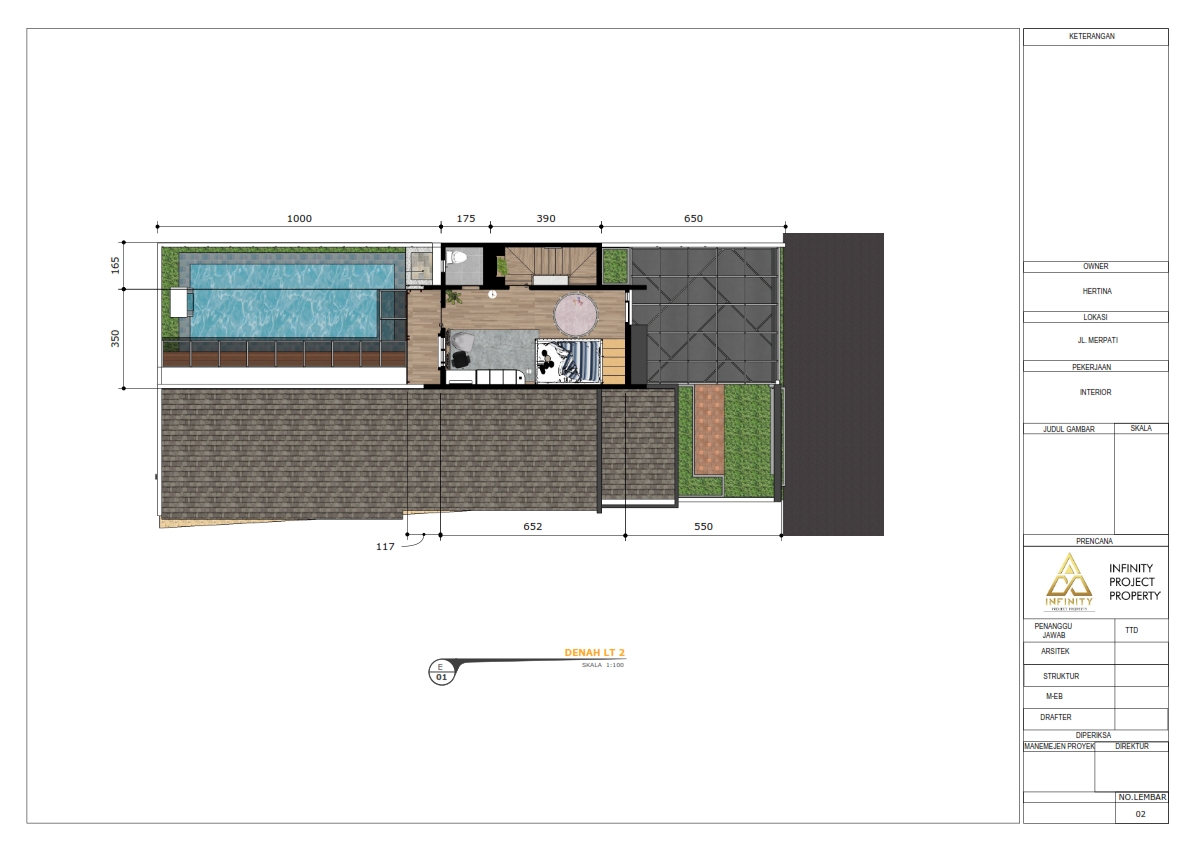 KETERANGAN
1000
175
390
650
165
350
652
550
117
DENAH LT 2
SKALA 1:100
E
01
OWNER
HERTINA
LOKASI
JL. MERPATI
PEKERJAAN
INTERIOR
JUDUL GAMBAR
SKALA
PRENCANA
INFINITY
PROJECT PROPERTY
INFINITY
PROJECT
PROPERTY
PENANGGU
JAWAB
TTD
ARSITEK
STRUKTUR
M-EB
DRAFTER
DIPERIKSA
MANEMEJEN PROYEK
DIREKTUR
NO.LEMBAR
02